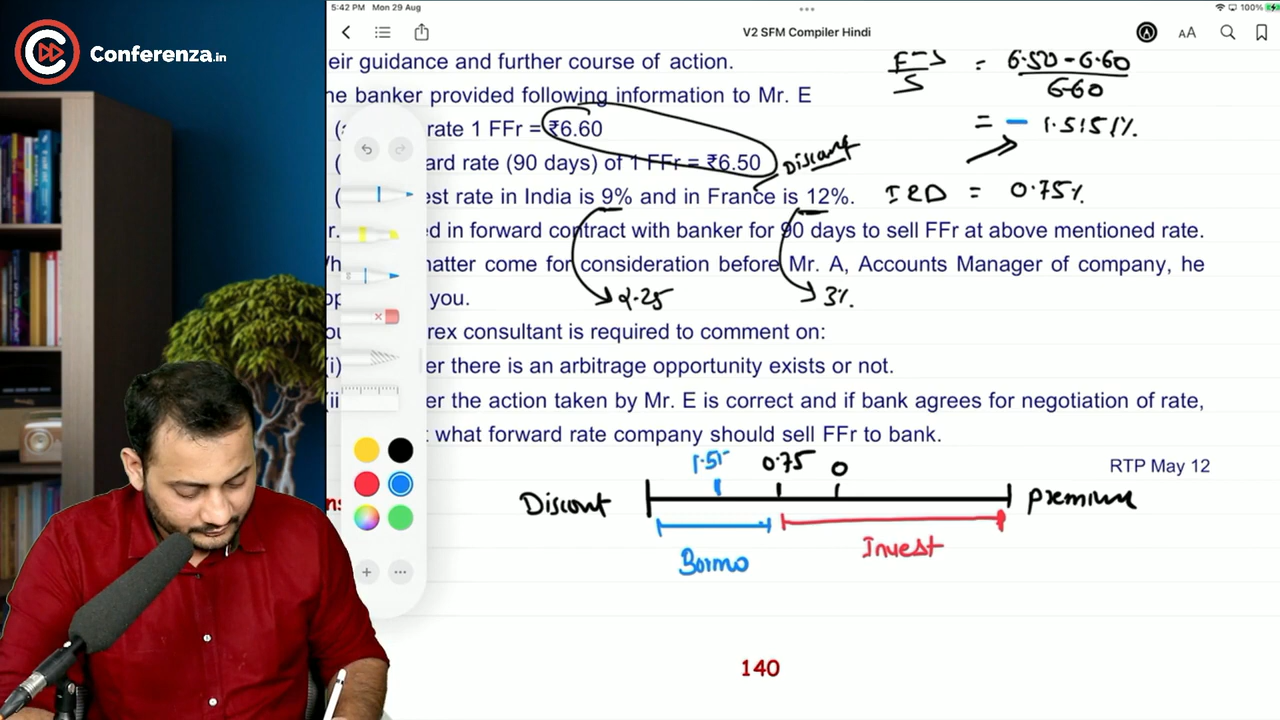 5:42 PM Mon 29 Aug
100%
Conferenza.in
V2 SFM Compiler Hindi
AA
eir guidance and further course of action.
he banker provided following information to Mr. E
rate 1 FFr = ₹6.60
ard rate (90 days) of 1 FFr = ₹6.50
est rate in India is 9% and in France is 12%.
ed in forward contract with banker for 90 days to sell FFr at above mentioned rate.
atter come for consideration before Mr. A, Accounts Manager of company, he
you.
rex consultant is required to comment on:
(i) er there is an arbitrage opportunity exists or not.
(ii er the action taken by Mr. E is correct and if bank agrees for negotiation of rate,
what forward rate company should sell FFr to bank.
RTP May 12
F-S
S
= 6.50 - 6.60
6.60
= - 1.5151%
Discount
IRD = 0.75%
2.25
3%
1.51 0.75 0
Discount Premium
Borrow Invest
140